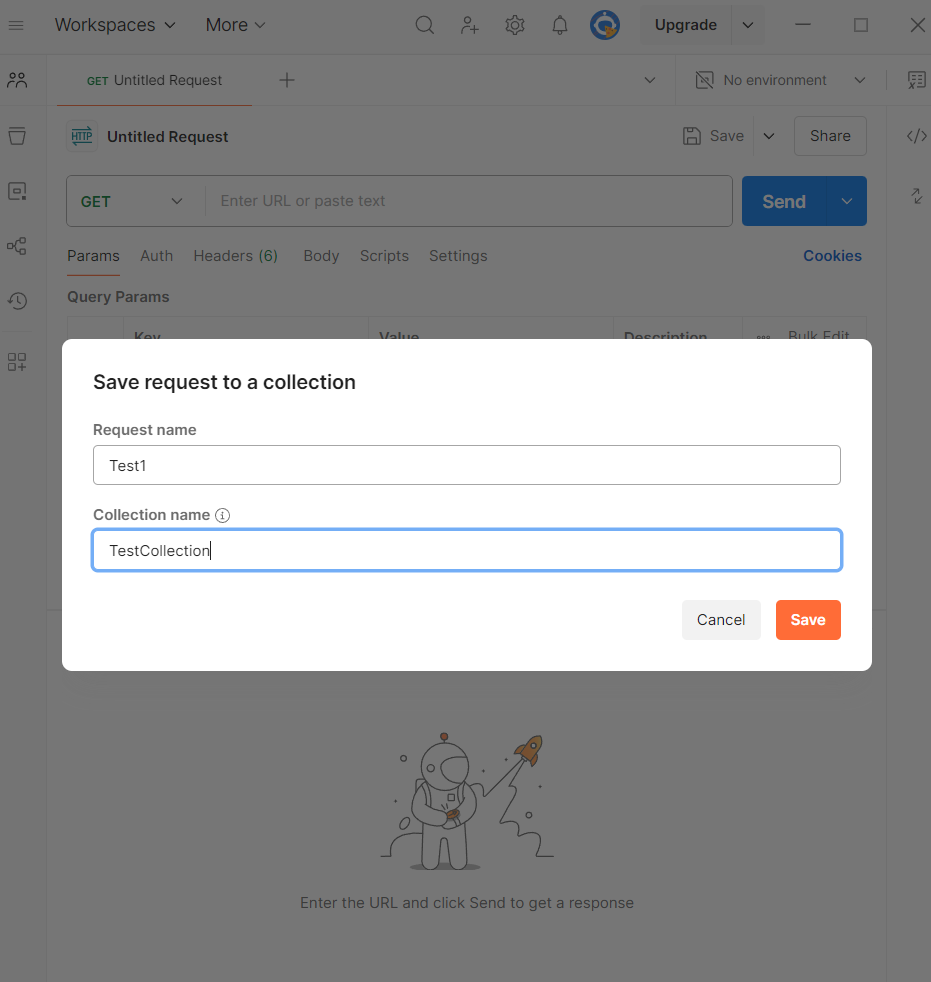 Workspaces More Upgrade
GET Untitled Request No environment
HTTP Untitled Request Save Share
GET Enter URL or paste text Send
Params Auth Headers (6) Body Scripts Settings Cookies
Query Params
Key Value Description Bulk Edit
Save request to a collection
Request name
Test1
Collection name
TestCollection
Cancel Save
Enter the URL and click Send to get a response